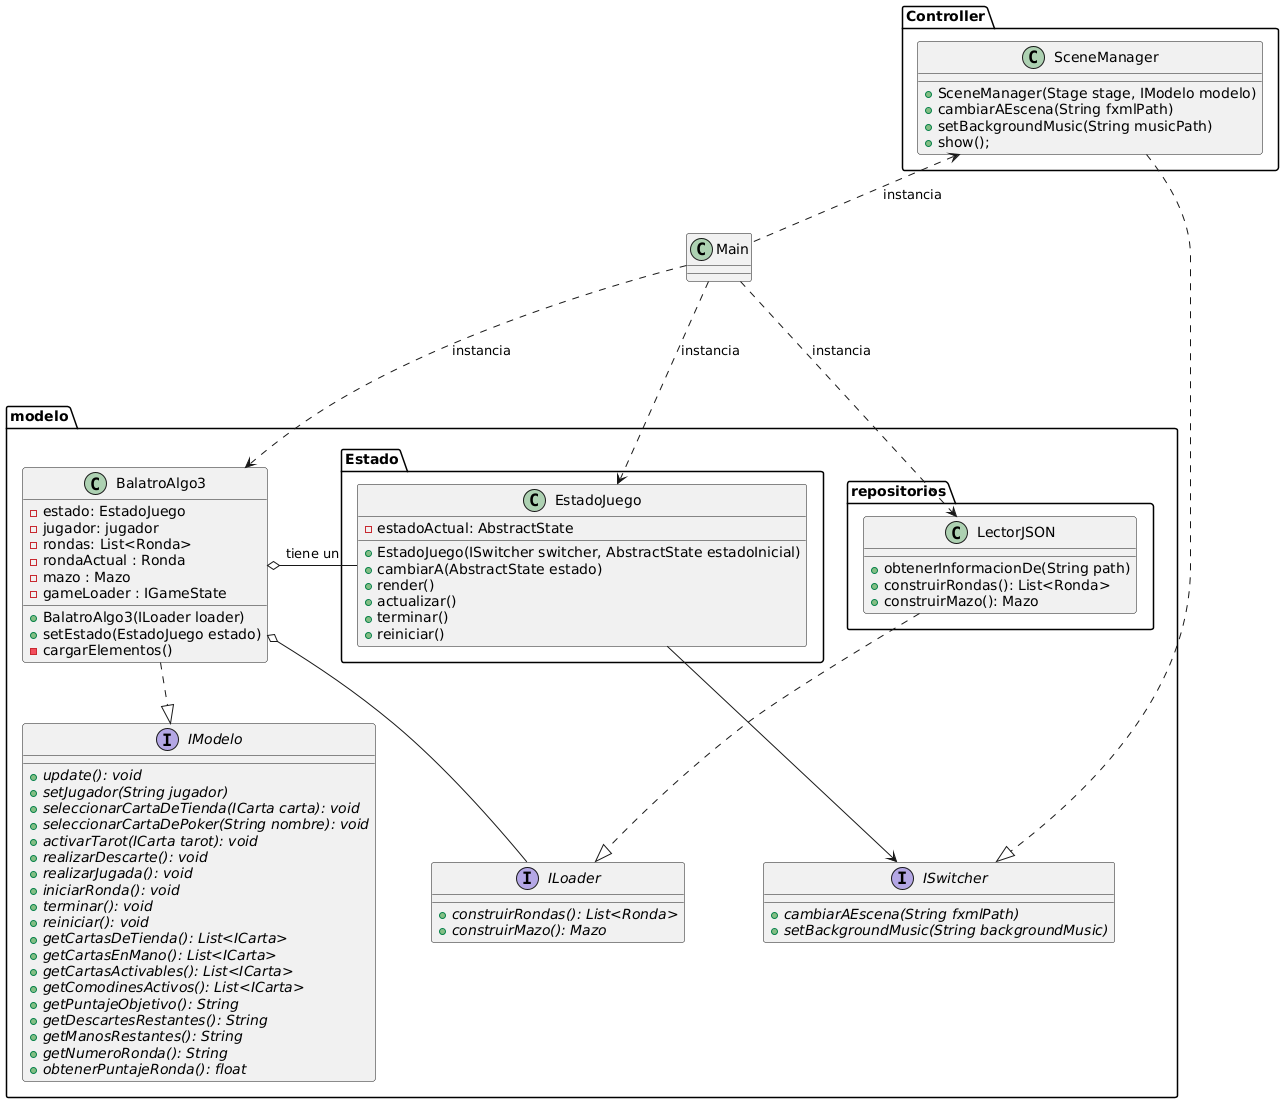 Controller
C SceneManager
SceneManager(Stage stage, IModelo modelo)
cambiarAEscena(String fxmlPath)
setBackgroundMusic(String musicPath)
show();
instancia
C Main
instancia
instancia
instancia
modelo
C BalatroAlgo3
estado: EstadoJuego
jugador: jugador
rondas: List<Ronda>
rondaActual : Ronda
mazo : Mazo
gameLoader : IGameState
BalatroAlgo3(ILoader loader)
setEstado(EstadoJuego estado)
cargarElementos()
tiene un
Estado
C EstadoJuego
estadoActual: AbstractState
EstadoJuego(ISwitcher switcher, AbstractState estadoInicial)
cambiarA(AbstractState estado)
render()
actualizar()
terminar()
reiniciar()
repositorios
C LectorJSON
obtenerInformacionDe(String path)
construirRondas(): List<Ronda>
construirMazo(): Mazo
I IModelo
update(): void
setJugador(String jugador)
seleccionarCartaDeTienda(ICarta carta): void
seleccionarCartaDePoker(String nombre): void
activarTarot(ICarta tarot): void
realizarDescarte(): void
realizarJugada(): void
iniciarRonda(): void
terminar(): void
reiniciar(): void
getCartasDeTienda(): List<ICarta>
getCartasEnMano(): List<ICarta>
getCartasActivables(): List<ICarta>
getComodinesActivos(): List<ICarta>
getPuntajeObjetivo(): String
getDescartesRestantes(): String
getManosRestantes(): String
getNumeroRonda(): String
obtenerPuntajeRonda(): float
I ILoader
construirRondas(): List<Ronda>
construirMazo(): Mazo
I ISwitcher
cambiarAEscena(String fxmlPath)
setBackgroundMusic(String backgroundMusic)